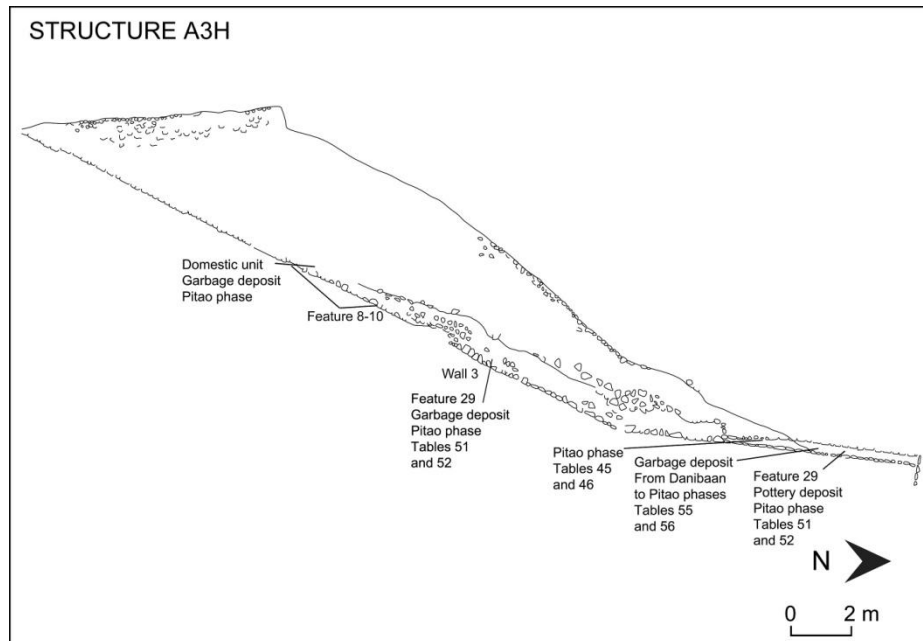 STRUCTURE A3H
Domestic unit
Garbage deposit
Pitao phase
Feature 8-10
Wall 3
Feature 29
Garbage deposit
Pitao phase
Tables 51
and 52
Pitao phase
Tables 45
and 46
Garbage deposit
From Danibaan
to Pitao phases
Tables 55
and 56
Feature 29
Pottery deposit
Pitao phase
Tables 51
and 52
N
0 2 m